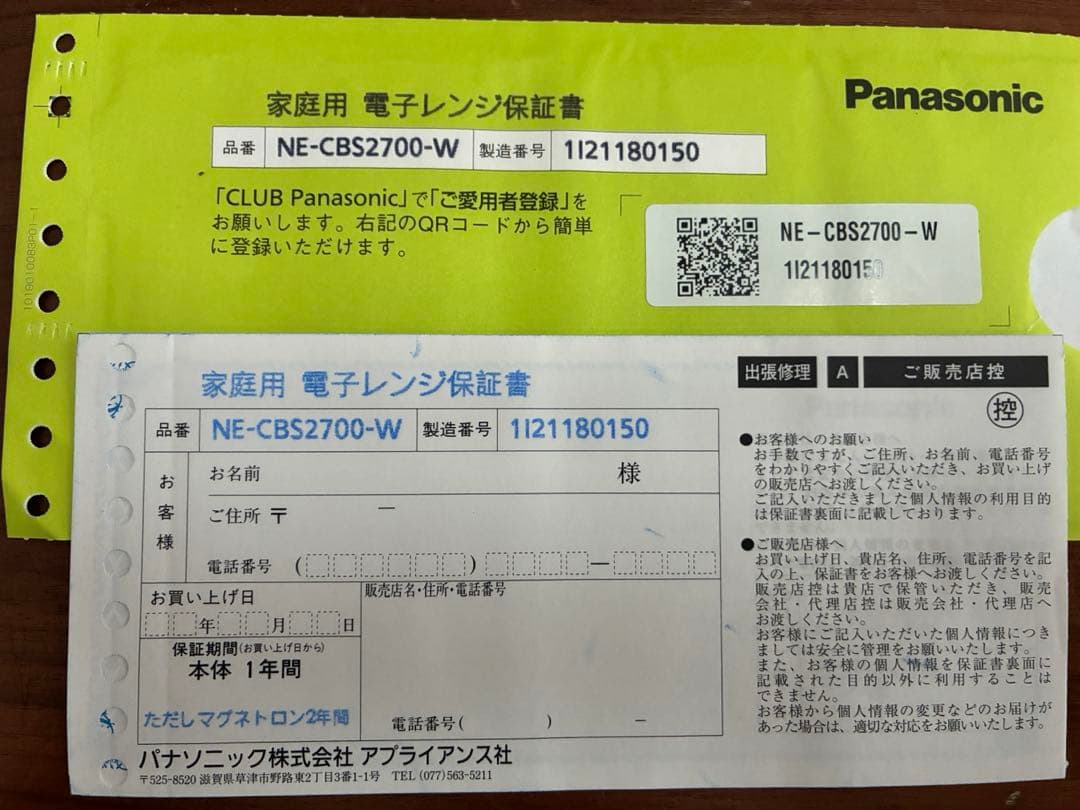 Panasonic
家庭用 電子レンジ保証書
品番 NE-CBS2700-W 製造番号 1I21180150
「CLUB Panasonic」で「ご愛用者登録」を
お願いします。右記のQRコードから簡単
に登録いただけます。
NE-CBS2700-W
1I21180150
1019010083P01-1
家庭用 電子レンジ保証書
出張修理 A ご販売店控
控
品番 NE-CBS2700-W 製造番号 1I21180150
お客様
お名前 様
ご住所 〒 ー
電話番号 ( ) ー
お買い上げ日
年 月 日
保証期間(お買い上げ日から)
本体 1年間
ただしマグネトロン2年間
販売店名・住所・電話番号
電話番号( ) ー
●お客様へのお願い
お手数ですが、ご住所、お名前、電話番号
をわかりやすくご記入いただき、お買い上げ
の販売店へお渡しください。
ご記入いただきました個人情報の利用目的
は保証書裏面に記載しております。
●ご販売店様へ
お買い上げ日、貴店名、住所、電話番号を記
入の上、保証書をお客様へお渡しください。
販売店控は貴店で保管いただき、販売
会社・代理店控は販売会社・代理店へ
お渡しください。
お客様にご記入いただいた個人情報につき
ましては安全に管理をお願いいたします。
また、お客様の個人情報を保証書裏面に
記載された目的以外に利用することは
できません。
お客様から個人情報の変更などのお届けが
あった場合は、適切な対応をお願いいたします。
パナソニック株式会社 アプライアンス社
〒525-8520 滋賀県草津市野路東2丁目3番1-1号 TEL (077)563-5211